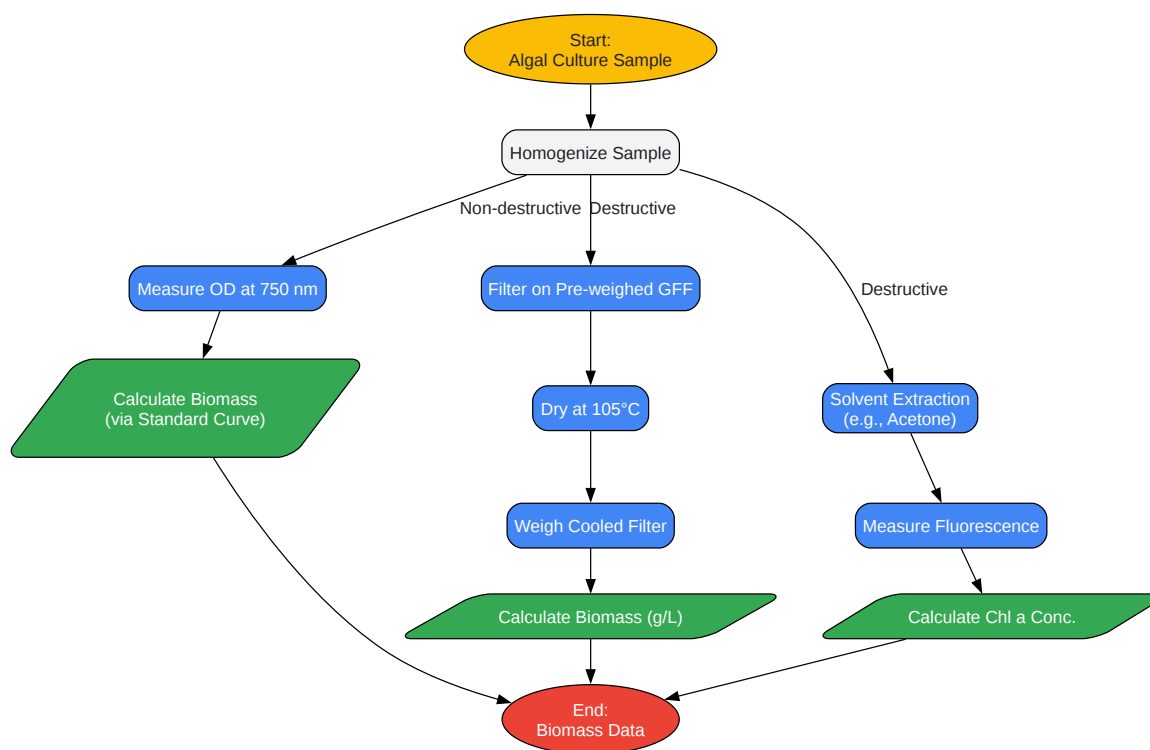 Start:
Algal Culture Sample
Homogenize Sample
Non-destructive
Destructive
Measure OD at 750 nm
Filter on Pre-weighed GFF
Destructive
Calculate Biomass
(via Standard Curve)
Dry at 105°C
Solvent Extraction
(e.g., Acetone)
Weigh Cooled Filter
Measure Fluorescence
Calculate Biomass (g/L)
Calculate Chl a Conc.
End:
Biomass Data